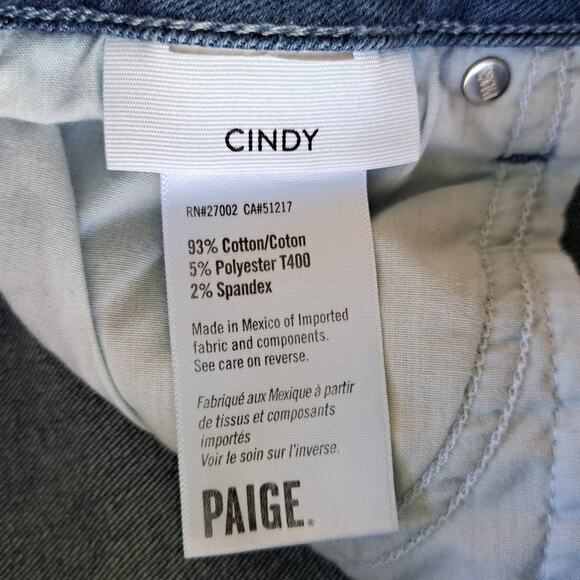 CINDY
RN#27002 CA#51217
93% Cotton/Coton
5% Polyester T400
2% Spandex
Made in Mexico of Imported
fabric and components.
See care on reverse.
Fabriqué aux Mexique à partir
de tissus et composants
importés
Voir le soin sur l'inverse.
PAIGE.